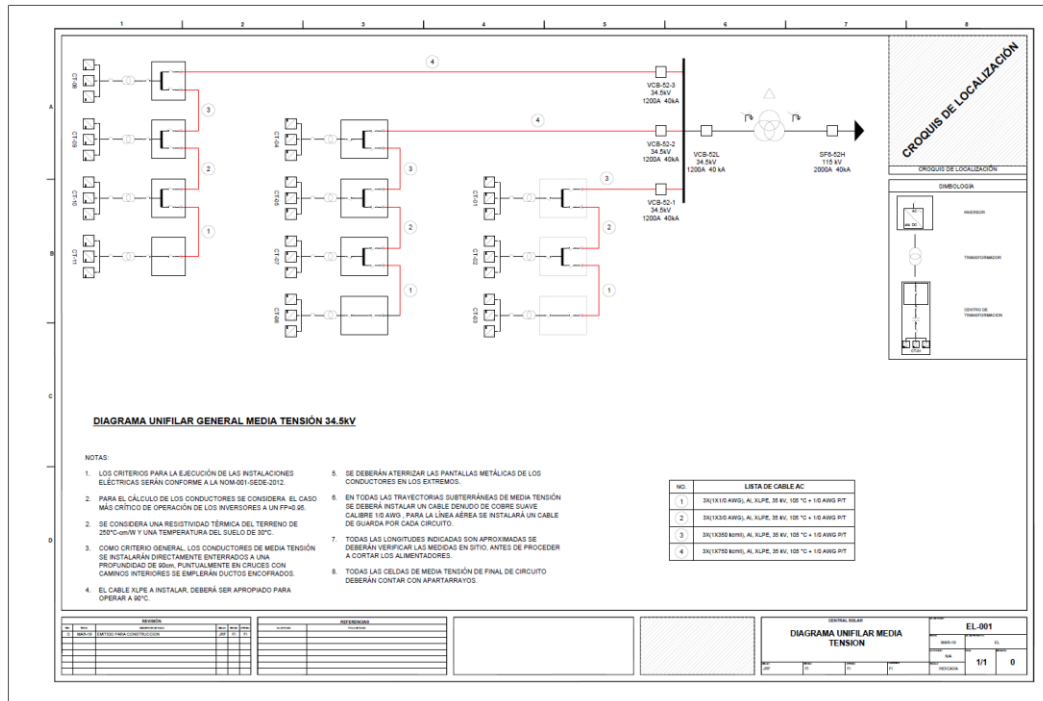 1 2 3 4 5 6 7 8
A
B
C
D
CT-08
CT-09
CT-10
CT-11
CT-04
CT-05
CT-07
CT-01
CT-02
CT-03
4
3
2
1
4
3
2
1
3
2
1
VCB-52-3
34.5kV
1200A 40kA
VCB-52-2
34.5kV
1200A 40kA
VCB-52-1
34.5kV
1200A 40kA
VCB-52L
34.5kV
1200A 40 kA
SF6-52H
115 kV
2000A 40kA
CROQUIS DE LOCALIZACIÓN
CROQUIS DE LOCALIZACIÓN
SIMBOLOGÍA
INVERSOR
TRANSFORMADOR
CENTRO DE
TRANSFORMACION
DIAGRAMA UNIFILAR GENERAL MEDIA TENSIÓN 34.5kV
NOTAS:
1. LOS CRITERIOS PARA LA EJECUCIÓN DE LAS INSTALACIONES
ELÉCTRICAS SERÁN CONFORME A LA NOM-001-SEDE-2012.
2. PARA EL CÁLCULO DE LOS CONDUCTORES SE CONSIDERA EL CASO
MÁS CRÍTICO DE OPERACIÓN DE LOS INVERSORES A UN FP=0.95.
2. SE CONSIDERA UNA RESISTIVIDAD TÉRMICA DEL TERRENO DE
250°C-cm/W Y UNA TEMPERATURA DEL SUELO DE 30°C.
3. COMO CRITERIO GENERAL, LOS CONDUCTORES DE MEDIA TENSIÓN
SE INSTALARÁN DIRECTAMENTE ENTERRADOS A UNA
PROFUNDIDAD DE 90cm, PUNTUALMENTE EN CRUCES CON
CAMINOS INTERIORES SE EMPLERÁN DUCTOS ENCOFRADOS.
4. EL CABLE XLPE A INSTALAR, DEBERÁ SER APROPIADO PARA
OPERAR A 90°C.
5. SE DEBERÁN ATERRIZAR LAS PANTALLAS METÁLICAS DE LOS
CONDUCTORES EN LOS EXTREMOS.
6. EN TODAS LAS TRAYECTORIAS SUBTERRÁNEAS DE MEDIA TENSIÓN
SE DEBERÁ INSTALAR UN CABLE DENUDO DE COBRE SUAVE
CALIBRE 1/0 AWG , PARA LA LÍNEA AÉREA SE INSTALARÁ UN CABLE
DE GUARDA POR CADA CIRCUITO.
7. TODAS LAS LONGITUDES INDICADAS SON APROXIMADAS SE
DEBERÁN VERIFICAR LAS MEDIDAS EN SITIO, ANTES DE PROCEDER
A CORTAR LOS ALIMENTADORES.
8. TODAS LAS CELDAS DE MEDIA TENSIÓN DE FINAL DE CIRCUITO
DEBERÁN CONTAR CON APARTARRAYOS.
NO. LISTA DE CABLE AC
1 3X(1X1/0 AWG), Al, XLPE, 35 kV, 105 °C + 1/0 AWG P/T
2 3X(1X3/0 AWG), Al, XLPE, 35 kV, 105 °C + 1/0 AWG P/T
3 3X(1X350 kcmil), Al, XLPE, 35 kV, 105 °C + 1/0 AWG P/T
4 3X(1X750 kcmil), Al, XLPE, 35 kV, 105 °C + 1/0 AWG P/T
REVISIÓN
0 MAR-19 EMITIDO PARA CONSTRUCCION JRF
REFERENCIAS
CENTRAL SOLAR
DIAGRAMA UNIFILAR MEDIA
TENSION
JRF
EL-001
MAR-19 EL
N/A
1/1 0